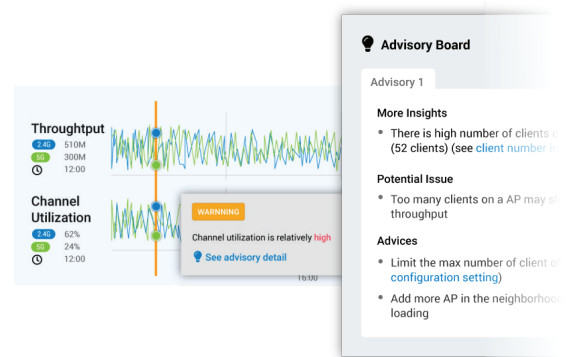 Throughtput
2.4G 510M
5G 300M
12:00
Channel
Utilization
2.4G 62%
5G 24%
12:00
WARNNING
Channel utilization is relatively high
See advisory detail
16:00
Advisory Board
Advisory 1
More Insights
There is high number of clients
(52 clients) (see client number
Potential Issue
Too many clients on a AP may
throughput
Advices
Limit the max number of client
configuration setting)
Add more AP in the neighborhood
loading